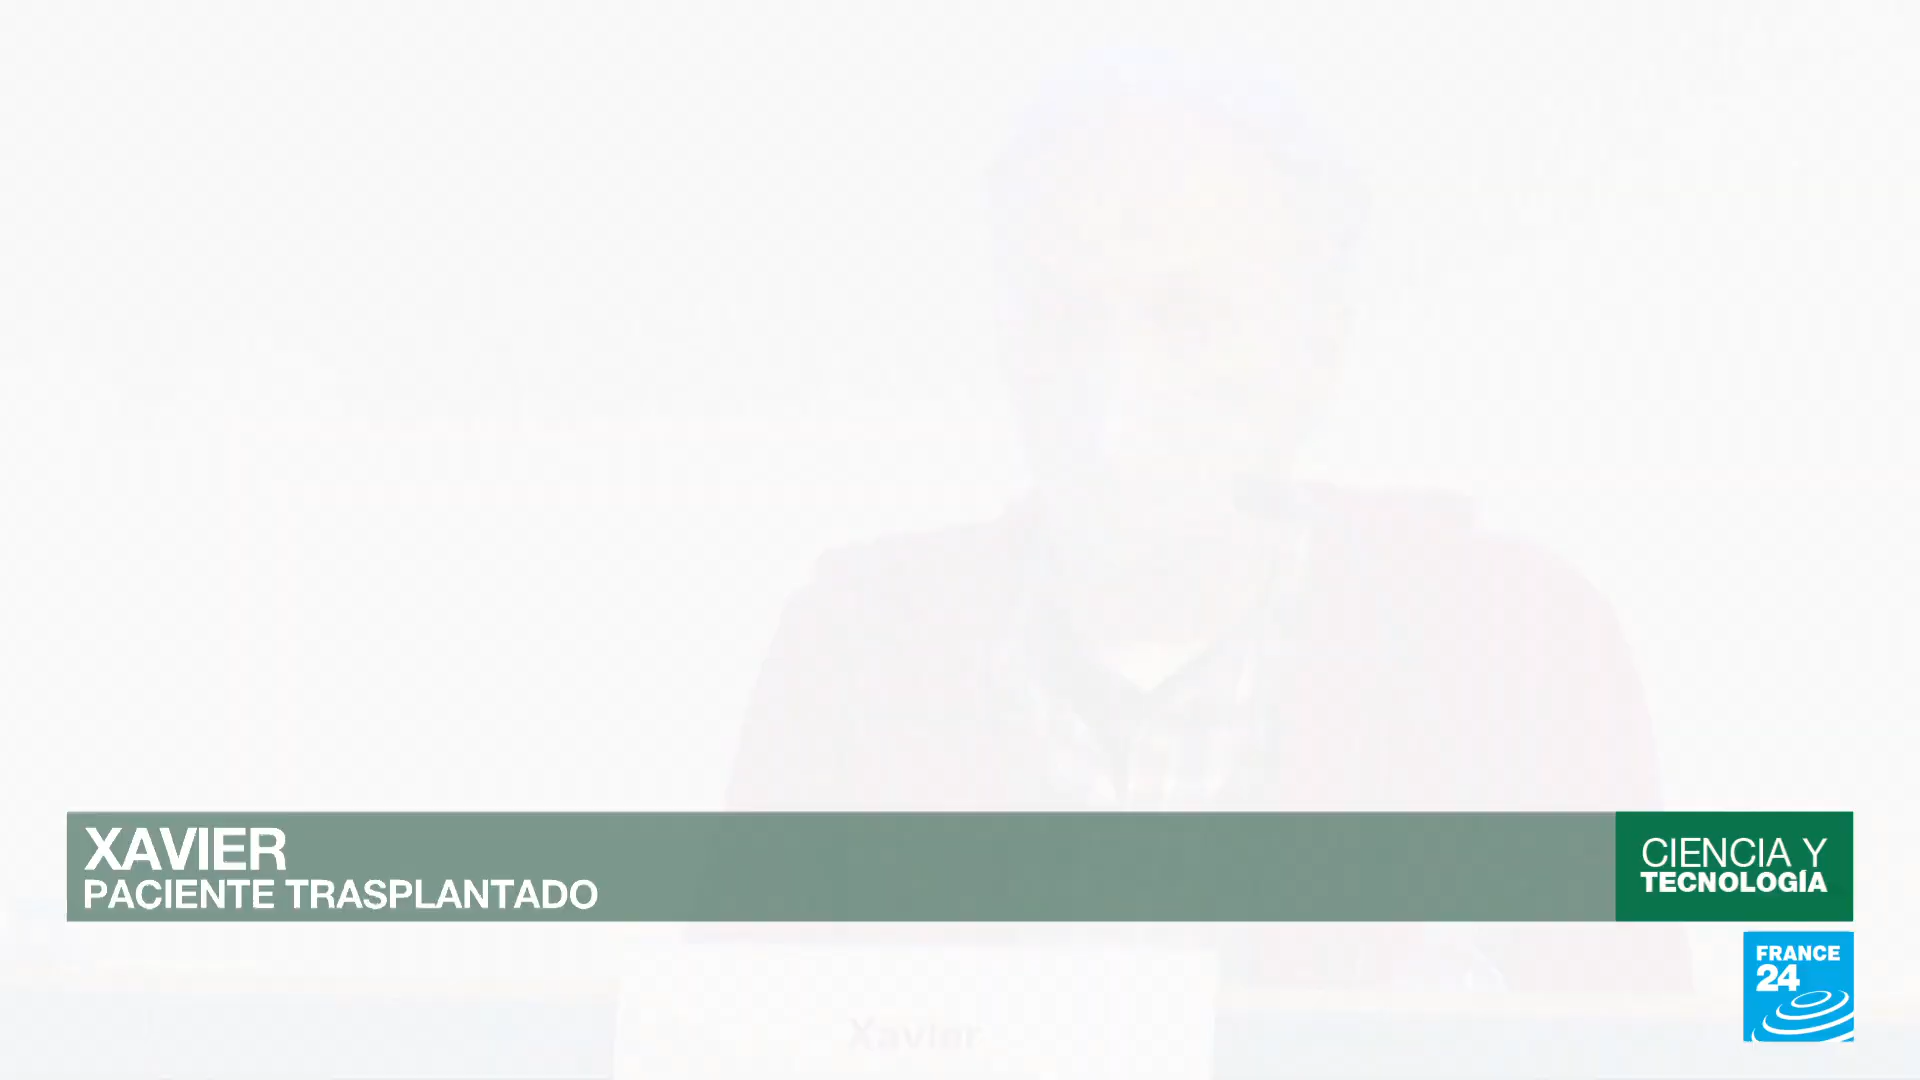 XAVIER
PACIENTE TRASPLANTADO
CIENCIA Y
TECNOLOGÍA
FRANCE
24
Xavier